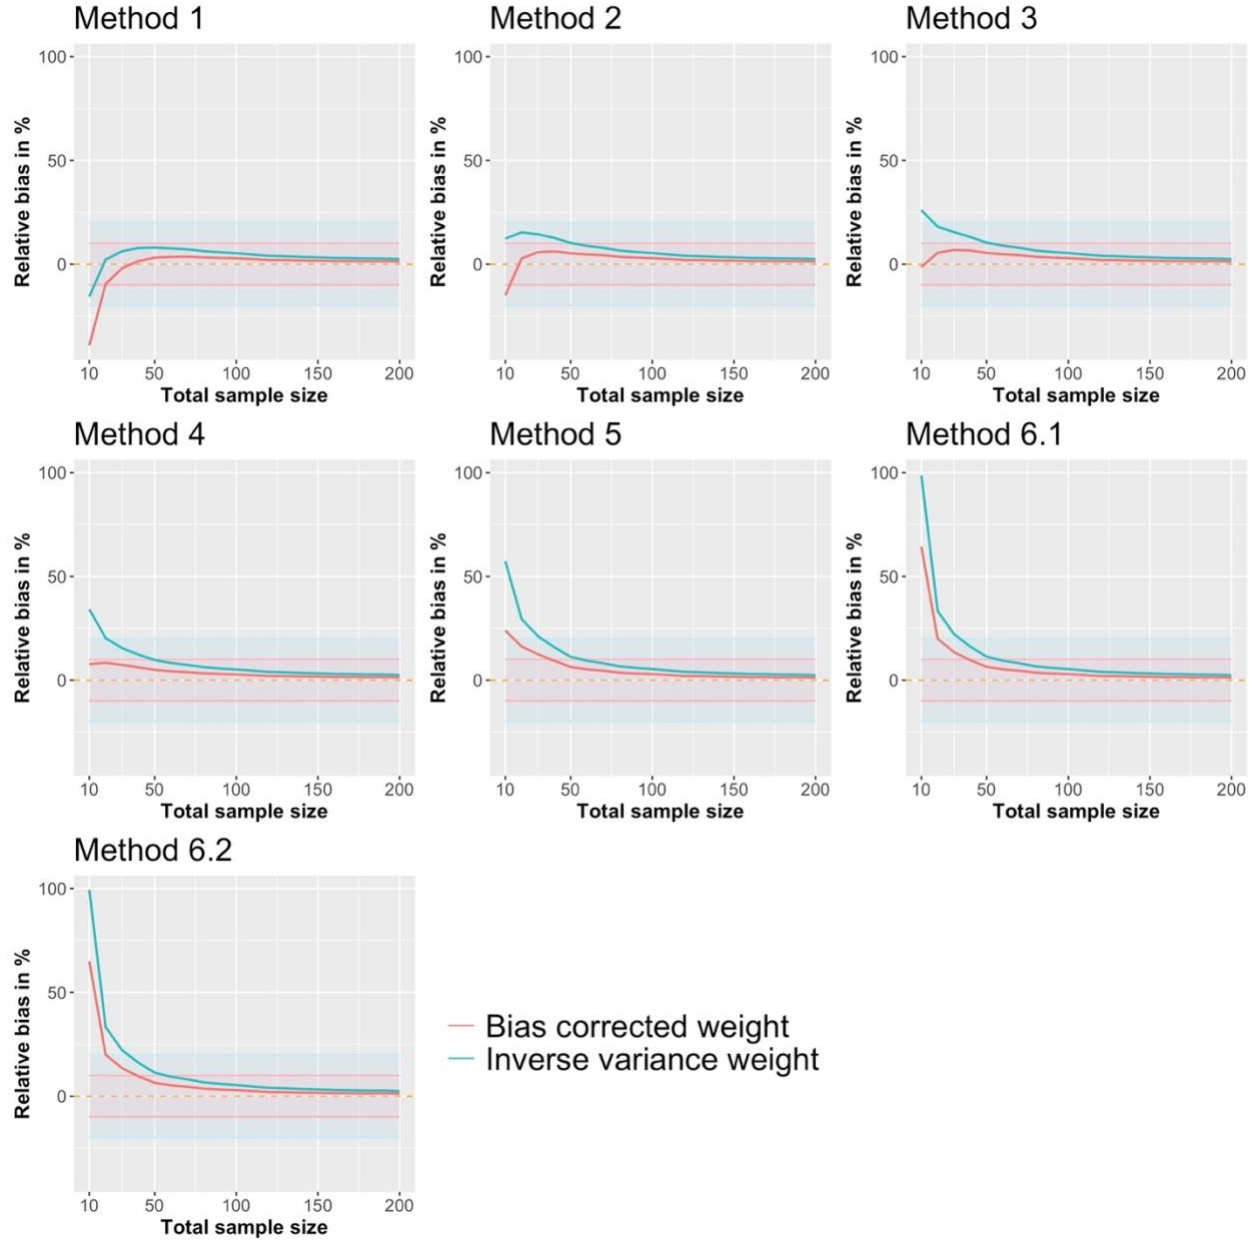 Method 1
Method 2
Method 3
Relative bias in %
100
50
0
10 50 100 150 200
Total sample size
Relative bias in %
100
50
0
10 50 100 150 200
Total sample size
Relative bias in %
100
50
0
10 50 100 150 200
Total sample size
Method 4
Method 5
Method 6.1
Relative bias in %
100
50
0
10 50 100 150 200
Total sample size
Relative bias in %
100
50
0
10 50 100 150 200
Total sample size
Relative bias in %
100
50
0
10 50 100 150 200
Total sample size
Method 6.2
Relative bias in %
100
50
0
10 50 100 150 200
Total sample size
Bias corrected weight
Inverse variance weight